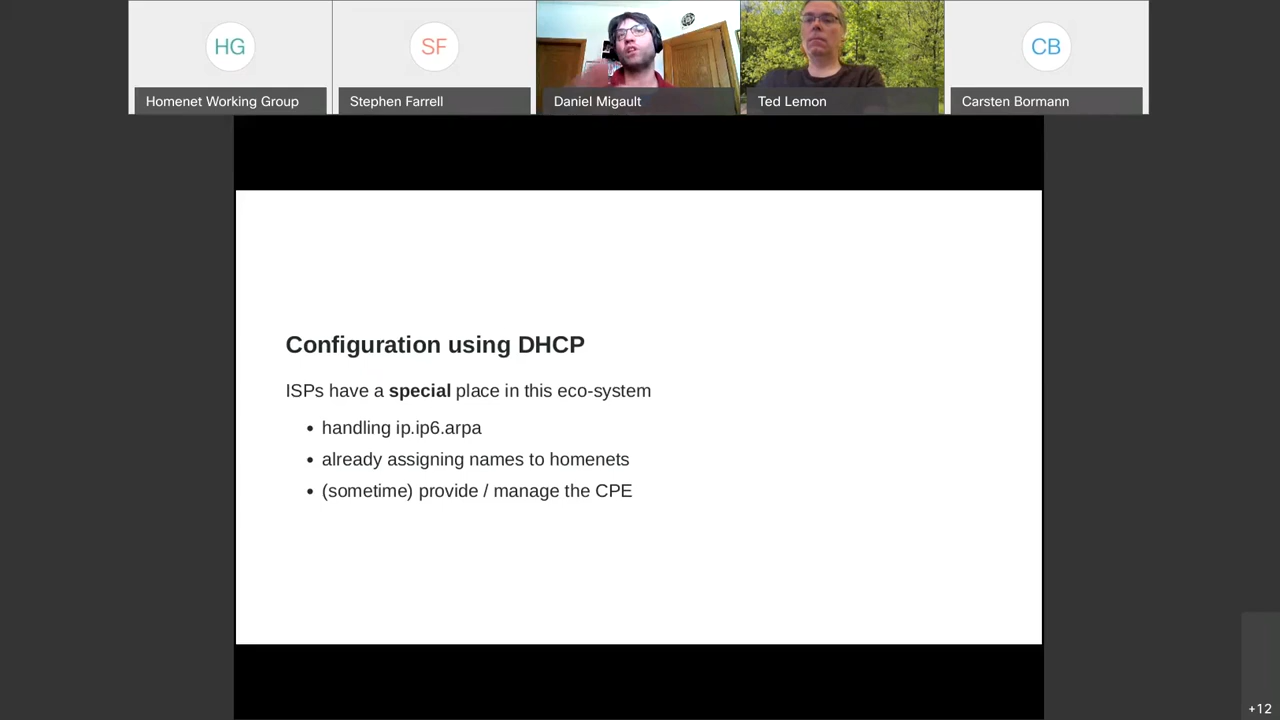 HG
SF
CB
Homenet Working Group
Stephen Farrell
Daniel Migault
Ted Lemon
Carsten Bormann
Configuration using DHCP
ISPs have a special place in this eco-system
• handling ip.ip6.arpa
• already assigning names to homenets
• (sometime) provide / manage the CPE
+12